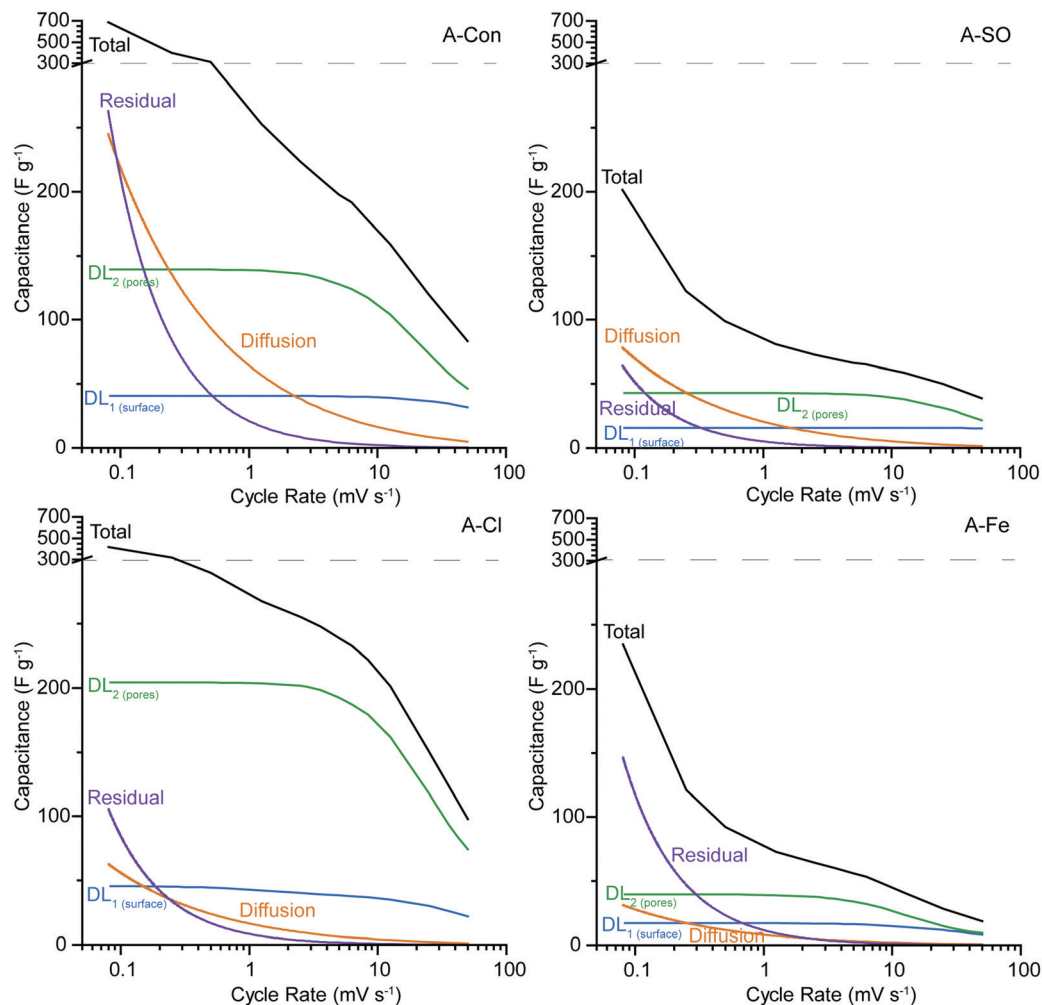 700
500
300
200
100
0
Capacitance (F g⁻¹)
A-Con
Total
Residual
DL₂ (pores)
Diffusion
DL₁ (surface)
0.1 1 10 100
Cycle Rate (mV s⁻¹)
700
500
300
200
100
0
Capacitance (F g⁻¹)
A-SO
Total
Diffusion
DL₂ (pores)
Residual
DL₁ (surface)
0.1 1 10 100
Cycle Rate (mV s⁻¹)
700
500
300
200
100
0
Capacitance (F g⁻¹)
A-Cl
Total
DL₂ (pores)
Residual
DL₁ (surface)
Diffusion
0.1 1 10 100
Cycle Rate (mV s⁻¹)
700
500
300
200
100
0
Capacitance (F g⁻¹)
A-Fe
Total
Residual
DL₂ (pores)
DL₁ (surface)
Diffusion
0.1 1 10 100
Cycle Rate (mV s⁻¹)